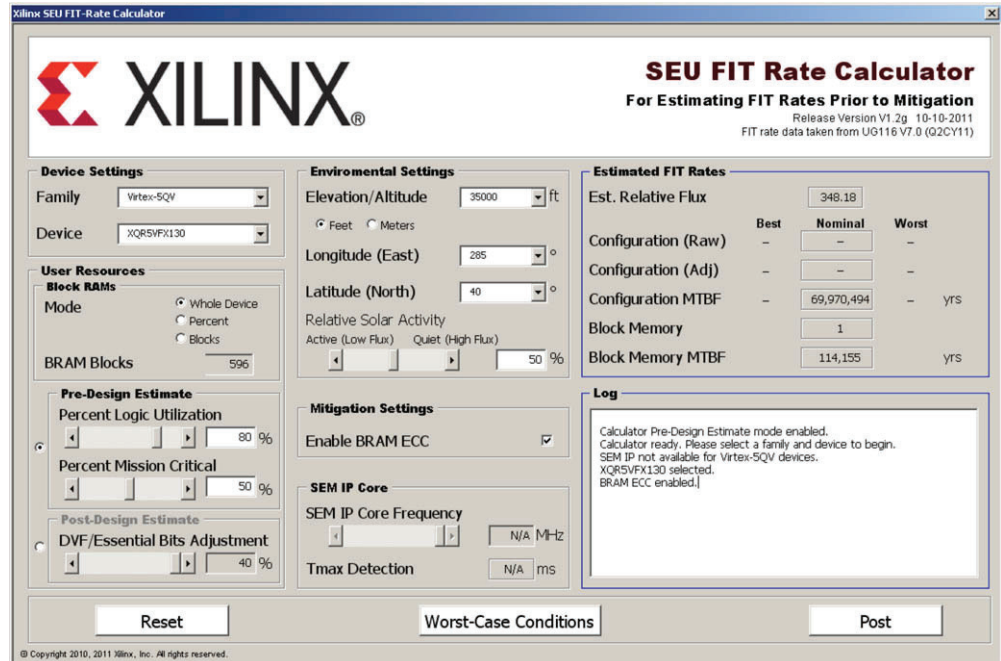 Xilinx SEU FIT-Rate Calculator
XILINX®
SEU FIT Rate Calculator
For Estimating FIT Rates Prior to Mitigation
Release Version V1.2g 10-10-2011
FIT rate data taken from UG116 V7.0 (Q2CY11)
Device Settings
Family Virtex-5QV
Device XQR5VFX130
User Resources
Block RAMs
Mode Whole Device
Percent
Blocks
BRAM Blocks 596
Pre-Design Estimate
Percent Logic Utilization
80 %
Percent Mission Critical
50 %
Post-Design Estimate
DVF/Essential Bits Adjustment
40 %
Enviromental Settings
Elevation/Altitude 35000 ft
Feet Meters
Longitude (East) 285 °
Latitude (North) 40 °
Relative Solar Activity
Active (Low Flux) Quiet (High Flux)
50 %
Mitigation Settings
Enable BRAM ECC
SEM IP Core
SEM IP Core Frequency
N/A MHz
Tmax Detection N/A ms
Estimated FIT Rates
Est. Relative Flux 348.18
Best Nominal Worst
Configuration (Raw) – – –
Configuration (Adj) – – –
Configuration MTBF – 69,970,494 – yrs
Block Memory 1
Block Memory MTBF 114,155 yrs
Log
Calculator Pre-Design Estimate mode enabled.
Calculator ready. Please select a family and device to begin.
SEM IP not available for Virtex-5QV devices.
XQR5VFX130 selected.
BRAM ECC enabled.
Reset
Worst-Case Conditions
Post
© Copyright 2010, 2011 Xilinx, Inc. All rights reserved.